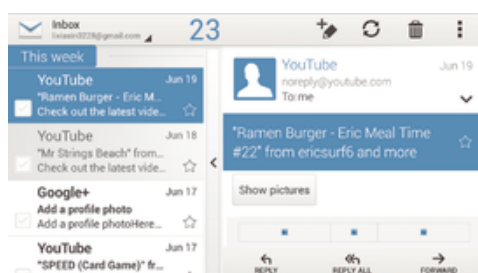 Inbox
23
This week
YouTube Jun 19
"Ramen Burger - Eric M...
Check out the latest vide...
YouTube Jun 18
"Mr Strings Beach" from...
Check out the latest vide...
Google+ Jun 17
Add a profile photo
Add a profile photoHere...
YouTube Jun 17
"SPEED (Card Game)" fr...
YouTube Jun 19
noreply@youtube.com
To: me
"Ramen Burger - Eric Meal Time
#22" from ericsurf6 and more
Show pictures
REPLY REPLY ALL FORWARD